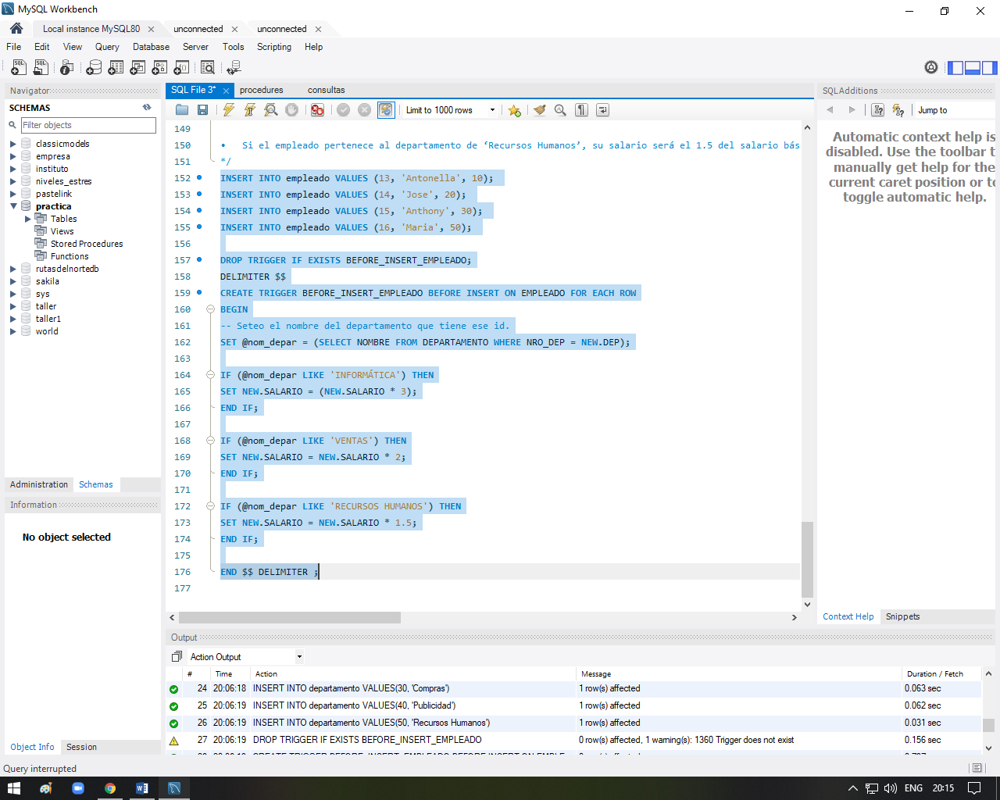 MySQL Workbench
Local instance MySQL80
unconnected
unconnected
File Edit View Query Database Server Tools Scripting Help
Navigator
SCHEMAS
Filter objects
classicmodels
empresa
instituto
niveles_estres
pastelink
practica
Tables
Views
Stored Procedures
Functions
rutasdelnortedb
sakila
sys
taller
taller1
world
Administration Schemas
Information
No object selected
Object Info Session
Query interrupted
SQL File 3* procedures consultas
Limit to 1000 rows
149
150 • Si el empleado pertenece al departamento de ‘Recursos Humanos’, su salario será el 1.5 del salario bás
151 */
152 INSERT INTO empleado VALUES (13, 'Antonella', 10);
153 INSERT INTO empleado VALUES (14, 'Jose', 20);
154 INSERT INTO empleado VALUES (15, 'Anthony', 30);
155 INSERT INTO empleado VALUES (16, 'Maria', 50);
156
157 DROP TRIGGER IF EXISTS BEFORE_INSERT_EMPLEADO;
158 DELIMITER $$
159 CREATE TRIGGER BEFORE_INSERT_EMPLEADO BEFORE INSERT ON EMPLEADO FOR EACH ROW
160 BEGIN
161 -- Seteo el nombre del departamento que tiene ese id.
162 SET @nom_depar = (SELECT NOMBRE FROM DEPARTAMENTO WHERE NRO_DEP = NEW.DEP);
163
164 IF (@nom_depar LIKE 'INFORMÁTICA') THEN
165 SET NEW.SALARIO = (NEW.SALARIO * 3);
166 END IF;
167
168 IF (@nom_depar LIKE 'VENTAS') THEN
169 SET NEW.SALARIO = NEW.SALARIO * 2;
170 END IF;
171
172 IF (@nom_depar LIKE 'RECURSOS HUMANOS') THEN
173 SET NEW.SALARIO = NEW.SALARIO * 1.5;
174 END IF;
175
176 END $$ DELIMITER ;
177
SQLAdditions
Jump to
Automatic context help is
disabled. Use the toolbar t
manually get help for the
current caret position or to
toggle automatic help.
Context Help Snippets
Output
Action Output
# Time Action Message Duration / Fetch
24 20:06:18 INSERT INTO departamento VALUES(30, 'Compras') 1 row(s) affected 0.063 sec
25 20:06:19 INSERT INTO departamento VALUES(40, 'Publicidad') 1 row(s) affected 0.062 sec
26 20:06:19 INSERT INTO departamento VALUES(50, 'Recursos Humanos') 1 row(s) affected 0.031 sec
27 20:06:19 DROP TRIGGER IF EXISTS BEFORE_INSERT_EMPLEADO 0 row(s) affected, 1 warning(s): 1360 Trigger does not exist 0.156 sec
ENG 20:15